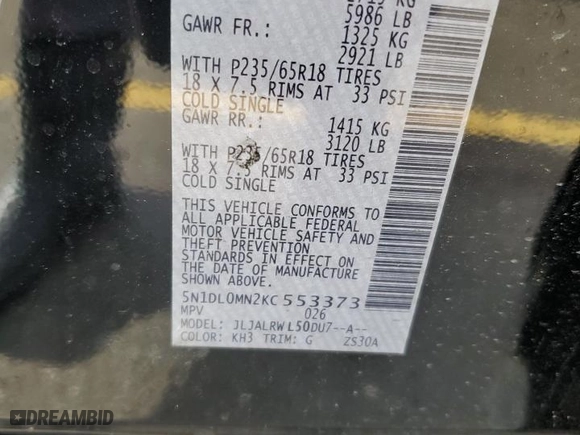 5986 LB
GAWR FR.: 1325 KG
2921 LB
WITH P235/65R18 TIRES
18 X 7.5 RIMS AT 33 PSI
COLD SINGLE
GAWR RR.: 1415 KG
3120 LB
WITH P235/65R18 TIRES
18 X 7.5 RIMS AT 33 PSI
COLD SINGLE
THIS VEHICLE CONFORMS TO
ALL APPLICABLE FEDERAL
MOTOR VEHICLE SAFETY AND
THEFT PREVENTION
STANDARDS IN EFFECT ON
THE DATE OF MANUFACTURE
SHOWN ABOVE.
5N1DL0MN2KC553373
MPV 026
MODEL: JLJALRWL50DU7--A--
COLOR: KH3 TRIM: G ZS30A
DREAMBID